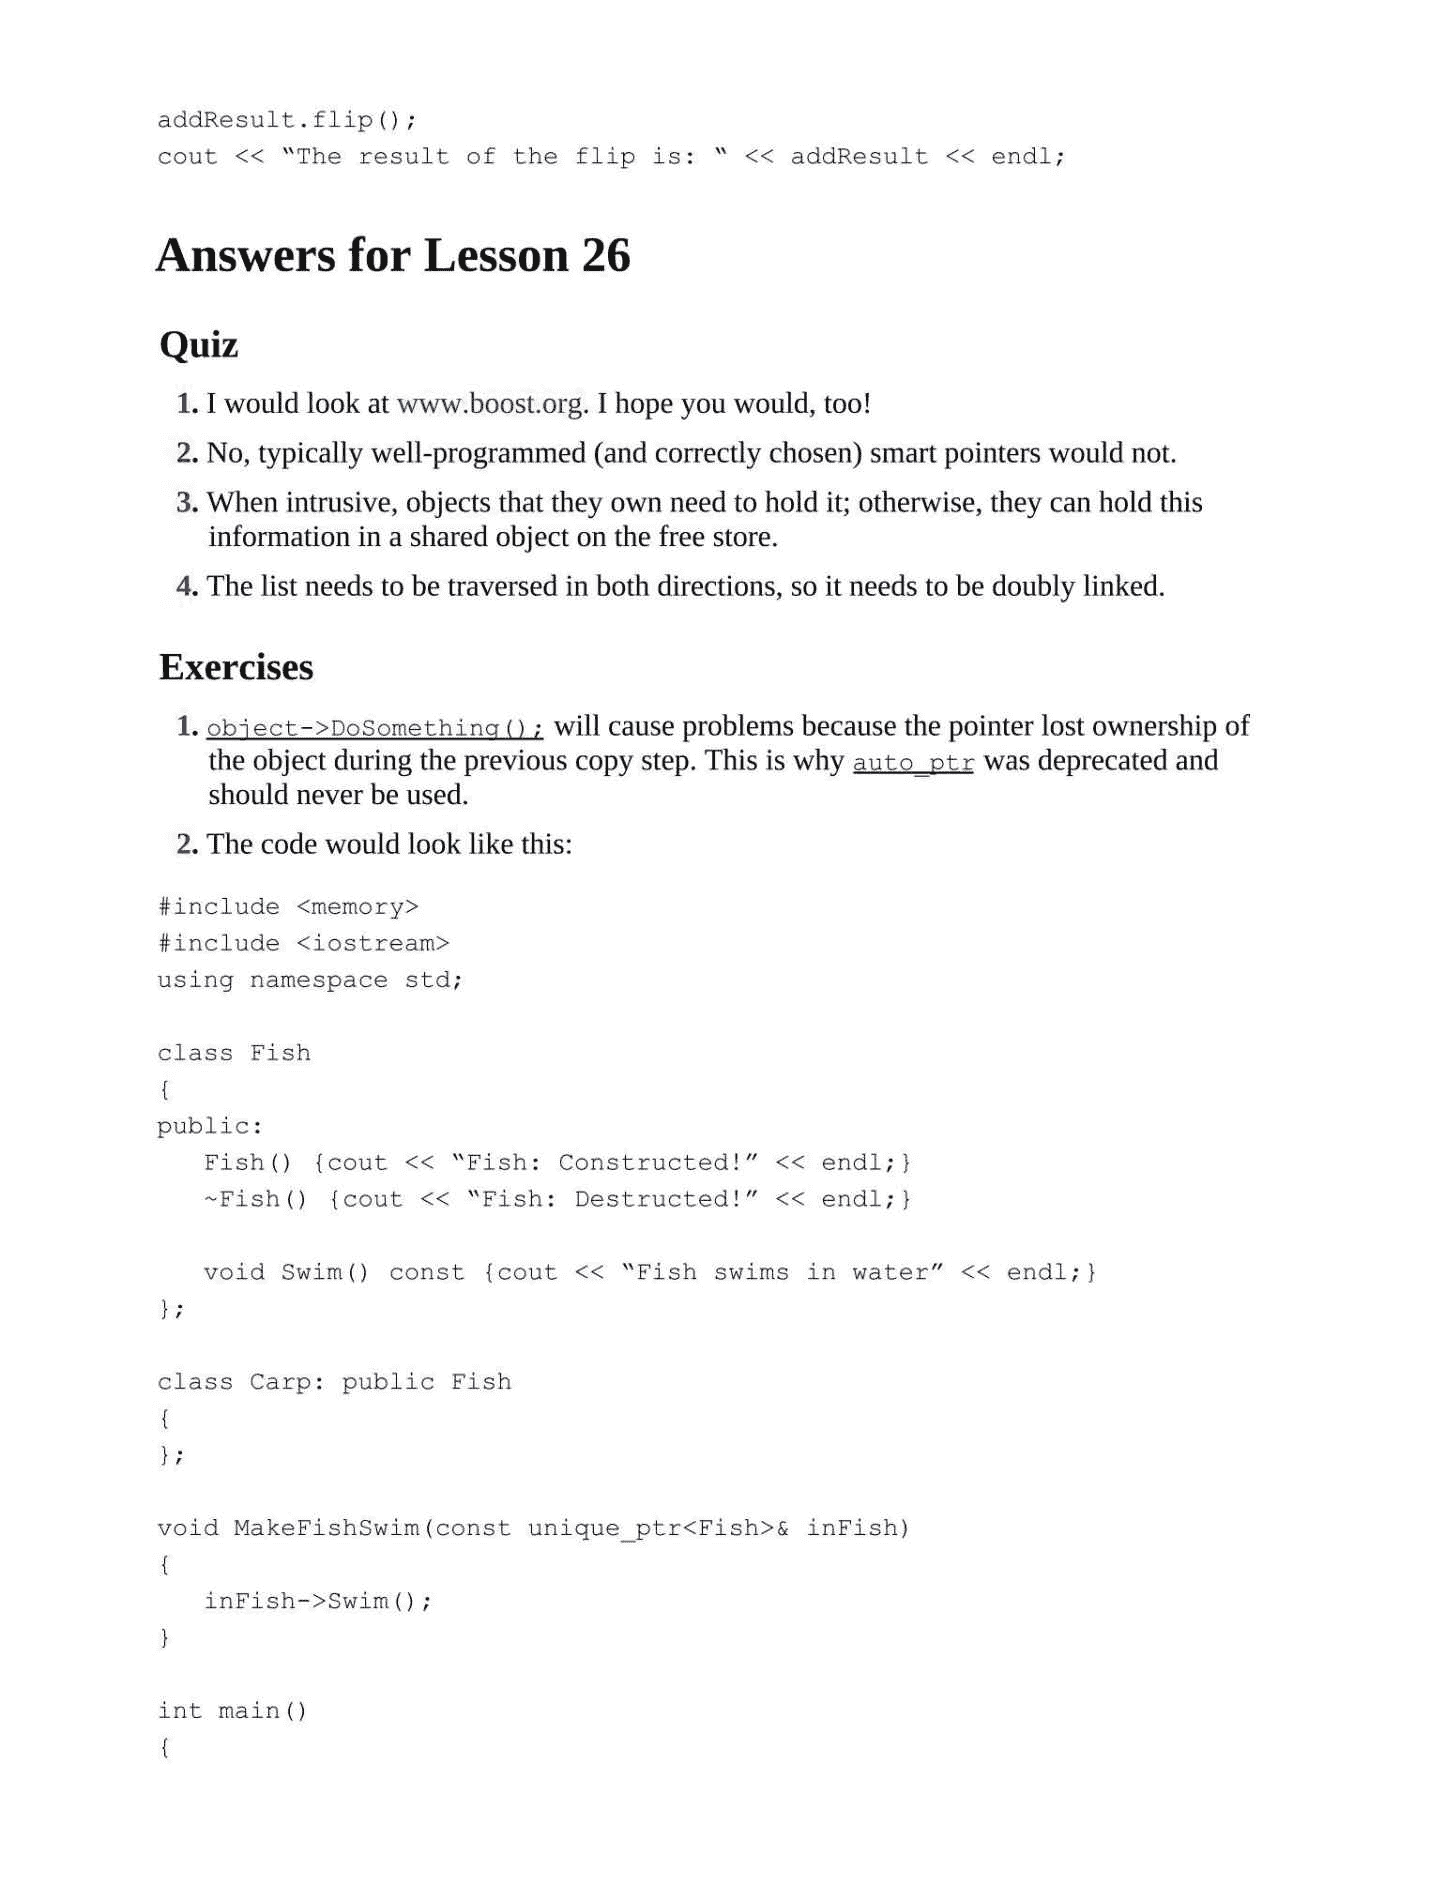 addResult.flip();
cout << “The result of the flip is: “ << addResult << endl;
Answers for Lesson 26
Quiz
1. I would look at www.boost.org. I hope you would, too!
2. No, typically well-programmed (and correctly chosen) smart pointers would not.
3. When intrusive, objects that they own need to hold it; otherwise, they can hold this
information in a shared object on the free store.
4. The list needs to be traversed in both directions, so it needs to be doubly linked.
Exercises
1. object->DoSomething(); will cause problems because the pointer lost ownership of
the object during the previous copy step. This is why auto_ptr was deprecated and
should never be used.
2. The code would look like this:
#include <memory>
#include <iostream>
using namespace std;
class Fish
{
public:
   Fish() {cout << “Fish: Constructed!” << endl;}
   ~Fish() {cout << “Fish: Destructed!” << endl;}
   void Swim() const {cout << “Fish swims in water” << endl;}
};
class Carp: public Fish
{
};
void MakeFishSwim(const unique_ptr<Fish>& inFish)
{
   inFish->Swim();
}
int main()
{